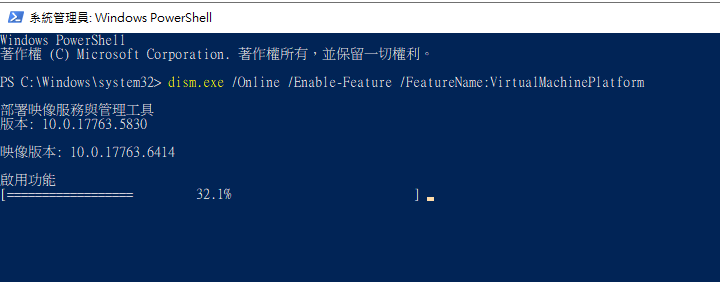 系統管理員: Windows PowerShell
Windows PowerShell
著作權 (C) Microsoft Corporation. 著作權所有，並保留一切權利。
PS C:\Windows\system32> dism.exe /Online /Enable-Feature /FeatureName:VirtualMachinePlatform
部署映像服務與管理工具
版本: 10.0.17763.5830
映像版本: 10.0.17763.6414
啟用功能
[==================         32.1%                          ]